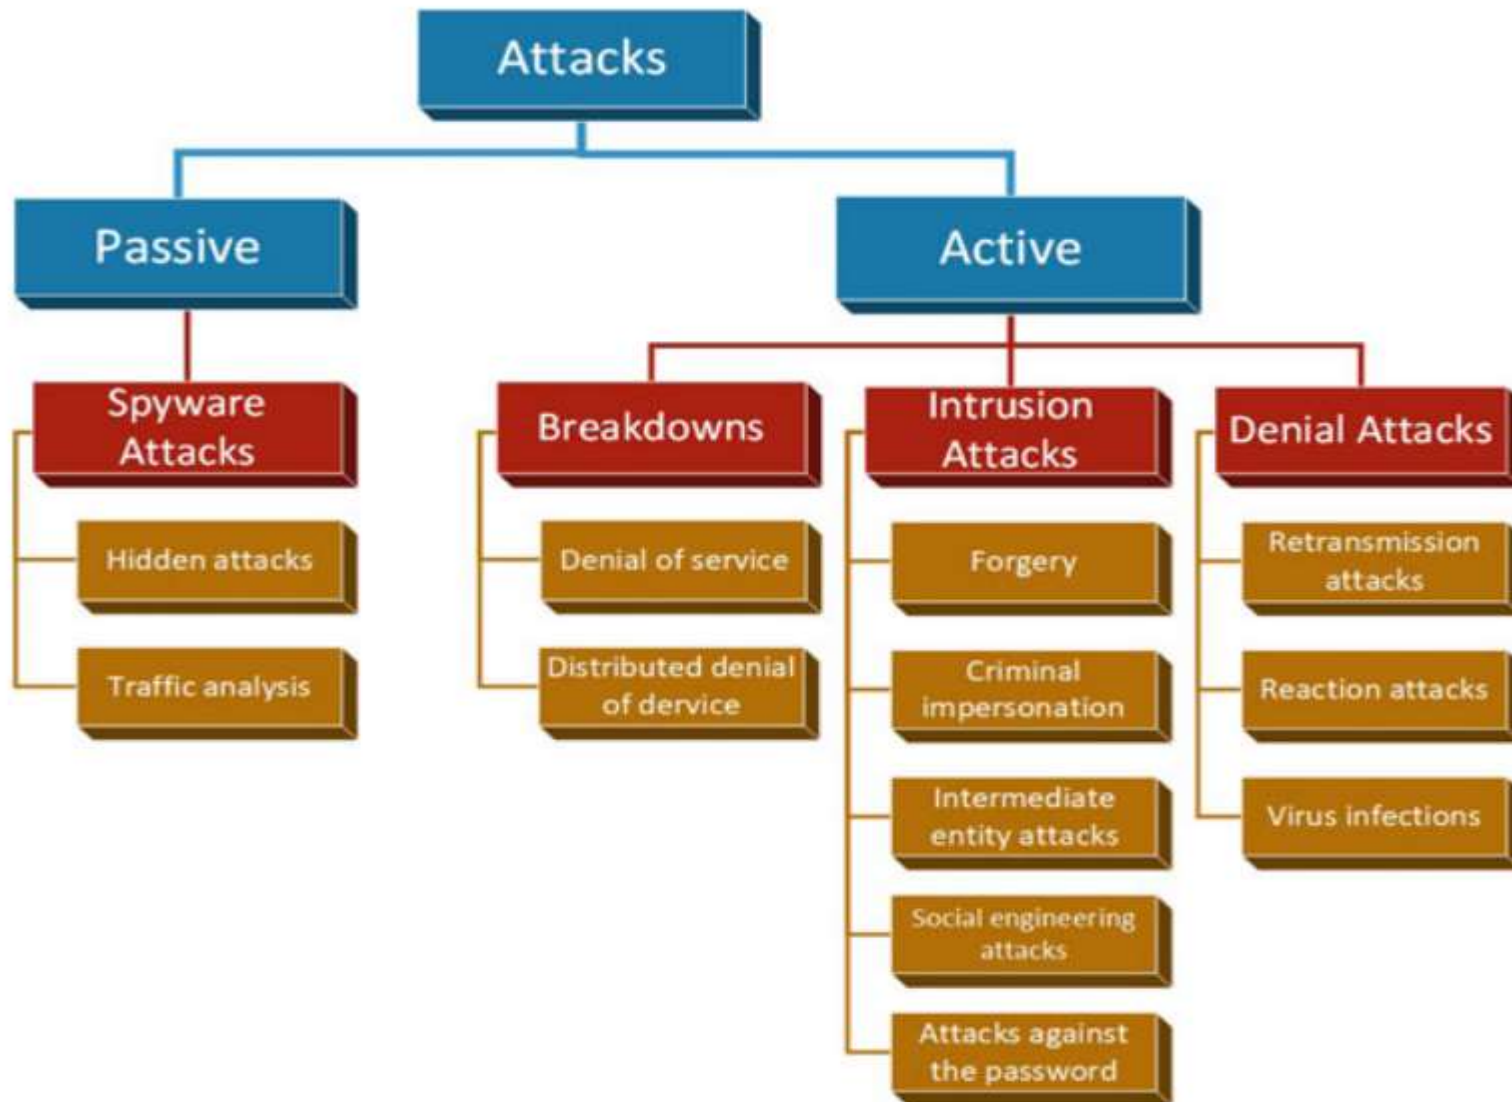 Attacks
Passive
Active
Spyware
Attacks
Hidden attacks
Traffic analysis
Breakdowns
Denial of service
Distributed denial
of dervice
Intrusion
Attacks
Forgery
Criminal
impersonation
Intermediate
entity attacks
Social engineering
attacks
Attacks against
the password
Denial Attacks
Retransmission
attacks
Reaction attacks
Virus infections